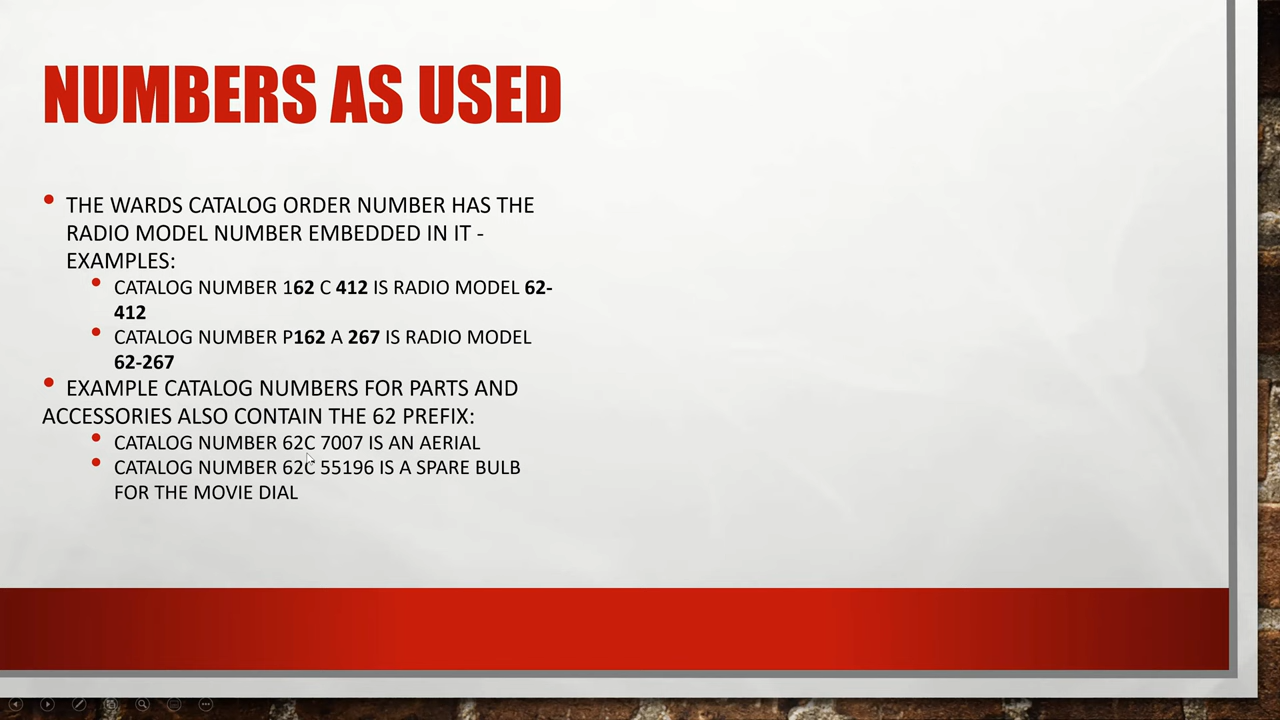 NUMBERS AS USED
• THE WARDS CATALOG ORDER NUMBER HAS THE
RADIO MODEL NUMBER EMBEDDED IN IT -
EXAMPLES:
• CATALOG NUMBER 162 C 412 IS RADIO MODEL 62-
412
• CATALOG NUMBER P162 A 267 IS RADIO MODEL
62-267
• EXAMPLE CATALOG NUMBERS FOR PARTS AND
ACCESSORIES ALSO CONTAIN THE 62 PREFIX:
• CATALOG NUMBER 62C 7007 IS AN AERIAL
• CATALOG NUMBER 62C 55196 IS A SPARE BULB
FOR THE MOVIE DIAL